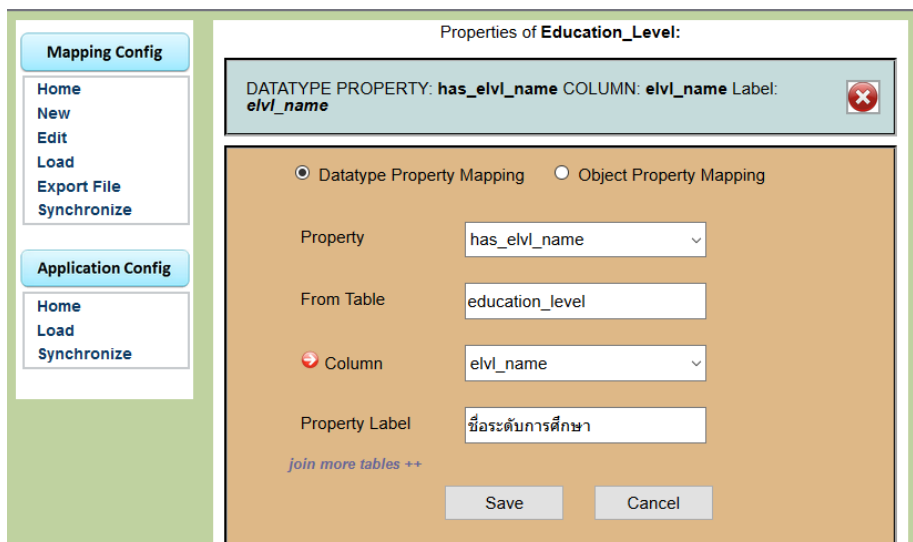 Mapping Config
Home
New
Edit
Load
Export File
Synchronize
Application Config
Home
Load
Synchronize
Properties of Education_Level:
DATATYPE PROPERTY: has_elvl_name COLUMN: elvl_name Label:
elvl_name
Datatype Property Mapping Object Property Mapping
Property has_elvl_name
From Table education_level
Column elvl_name
Property Label ชื่อระดับการศึกษา
join more tables ++
Save Cancel